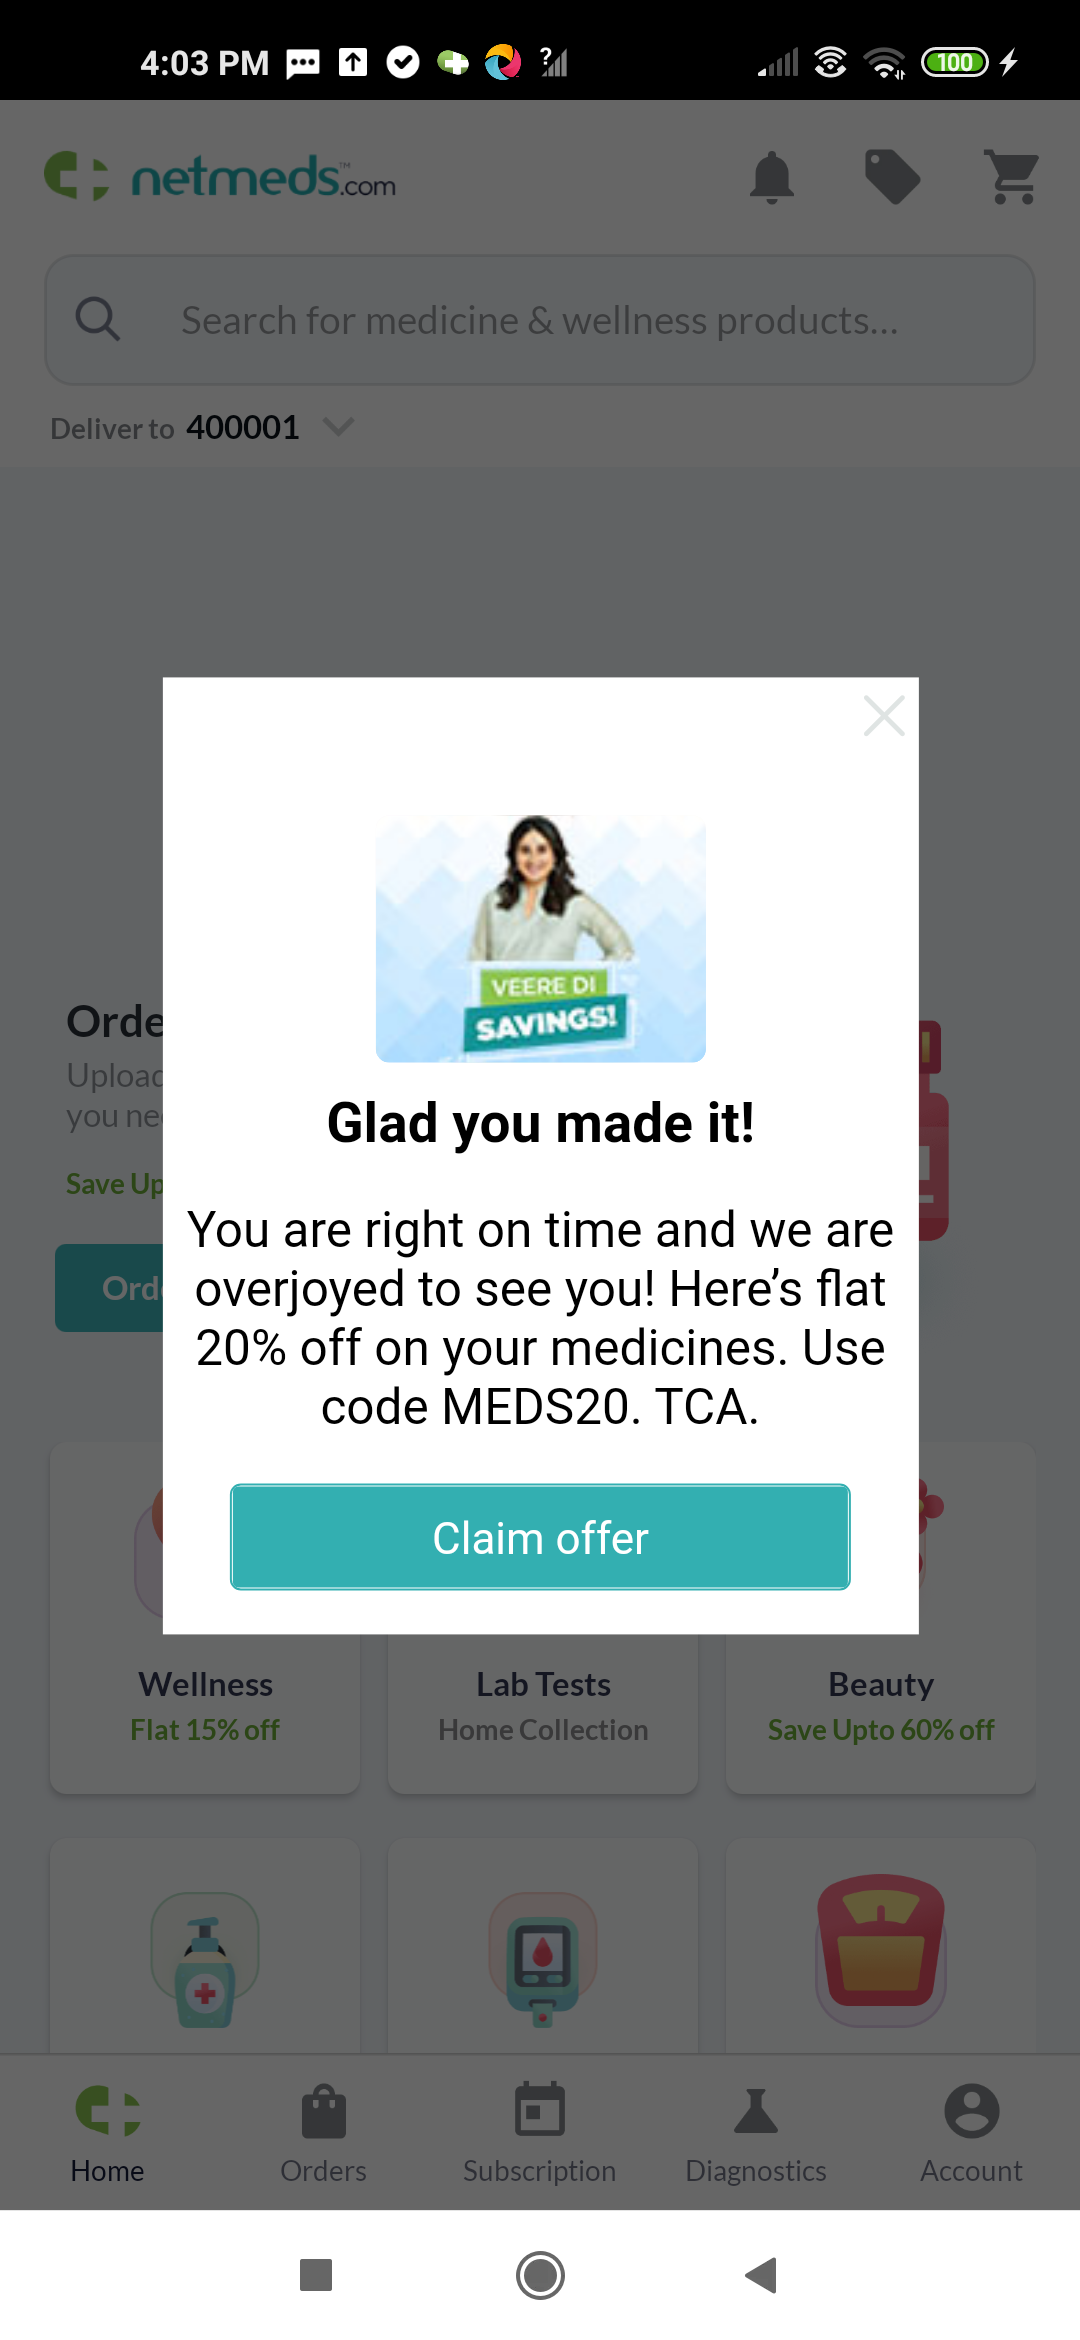 4:03 PM
100
netmeds.com
TM
Search for medicine & wellness products...
Deliver to 400001
VEERE DI
SAVINGS!
Glad you made it!
You are right on time and we are
overjoyed to see you! Here’s flat
20% off on your medicines. Use
code MEDS20. TCA.
Claim offer
Orde
Upload
you nee
Save Up
Orde
Wellness
Flat 15% off
Lab Tests
Home Collection
Beauty
Save Upto 60% off
Home
Orders
Subscription
Diagnostics
Account